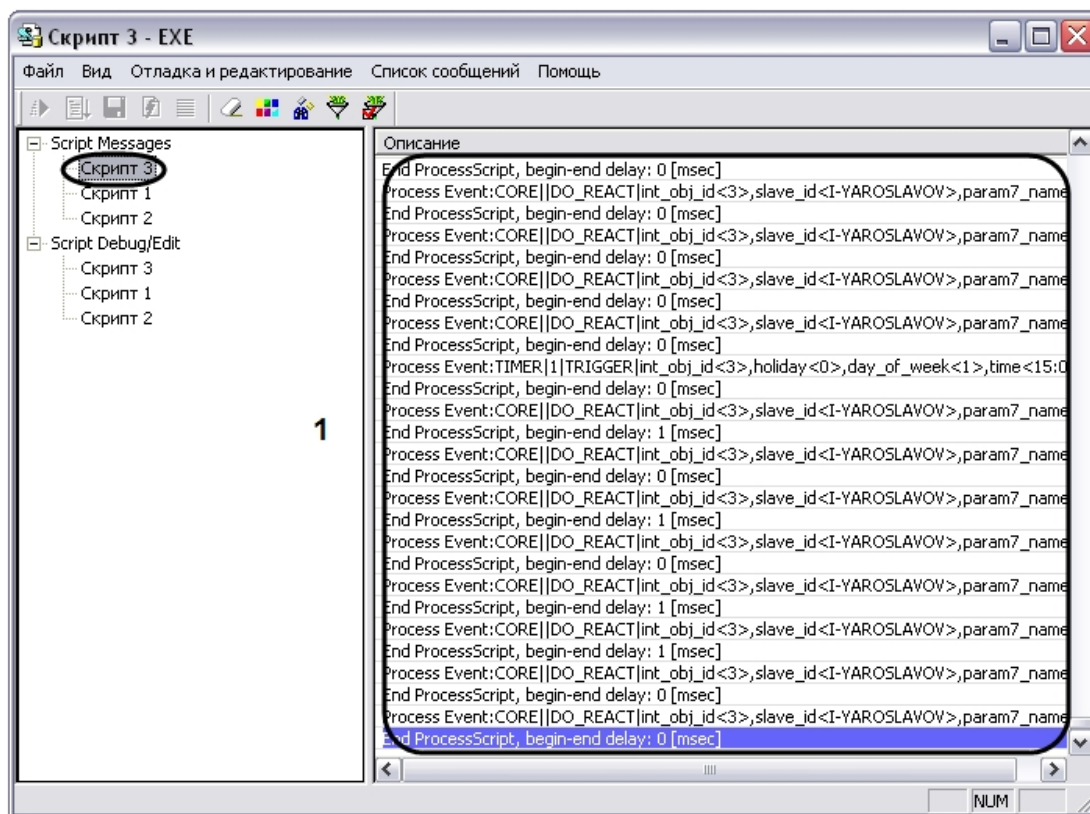 Скрипт 3 - EXE
Файл Вид Отладка и редактирование Список сообщений Помощь
Script Messages
Скрипт 3
Скрипт 1
Скрипт 2
Script Debug/Edit
Скрипт 3
Скрипт 1
Скрипт 2
1
Описание
End ProcessScript, begin-end delay: 0 [msec]
Process Event:CORE||DO_REACT|int_obj_id<3>,slave_id<I-YAROSLAVOV>,param7_name
End ProcessScript, begin-end delay: 0 [msec]
Process Event:CORE||DO_REACT|int_obj_id<3>,slave_id<I-YAROSLAVOV>,param7_name
End ProcessScript, begin-end delay: 0 [msec]
Process Event:CORE||DO_REACT|int_obj_id<3>,slave_id<I-YAROSLAVOV>,param7_name
End ProcessScript, begin-end delay: 0 [msec]
Process Event:CORE||DO_REACT|int_obj_id<3>,slave_id<I-YAROSLAVOV>,param7_name
End ProcessScript, begin-end delay: 0 [msec]
Process Event:TIMER|1|TRIGGER|int_obj_id<3>,holiday<0>,day_of_week<1>,time<15:0
End ProcessScript, begin-end delay: 0 [msec]
Process Event:CORE||DO_REACT|int_obj_id<3>,slave_id<I-YAROSLAVOV>,param7_name
End ProcessScript, begin-end delay: 1 [msec]
Process Event:CORE||DO_REACT|int_obj_id<3>,slave_id<I-YAROSLAVOV>,param7_name
End ProcessScript, begin-end delay: 0 [msec]
Process Event:CORE||DO_REACT|int_obj_id<3>,slave_id<I-YAROSLAVOV>,param7_name
End ProcessScript, begin-end delay: 1 [msec]
Process Event:CORE||DO_REACT|int_obj_id<3>,slave_id<I-YAROSLAVOV>,param7_name
End ProcessScript, begin-end delay: 0 [msec]
Process Event:CORE||DO_REACT|int_obj_id<3>,slave_id<I-YAROSLAVOV>,param7_name
End ProcessScript, begin-end delay: 1 [msec]
Process Event:CORE||DO_REACT|int_obj_id<3>,slave_id<I-YAROSLAVOV>,param7_name
End ProcessScript, begin-end delay: 1 [msec]
Process Event:CORE||DO_REACT|int_obj_id<3>,slave_id<I-YAROSLAVOV>,param7_name
End ProcessScript, begin-end delay: 0 [msec]
Process Event:CORE||DO_REACT|int_obj_id<3>,slave_id<I-YAROSLAVOV>,param7_name
End ProcessScript, begin-end delay: 0 [msec]
NUM